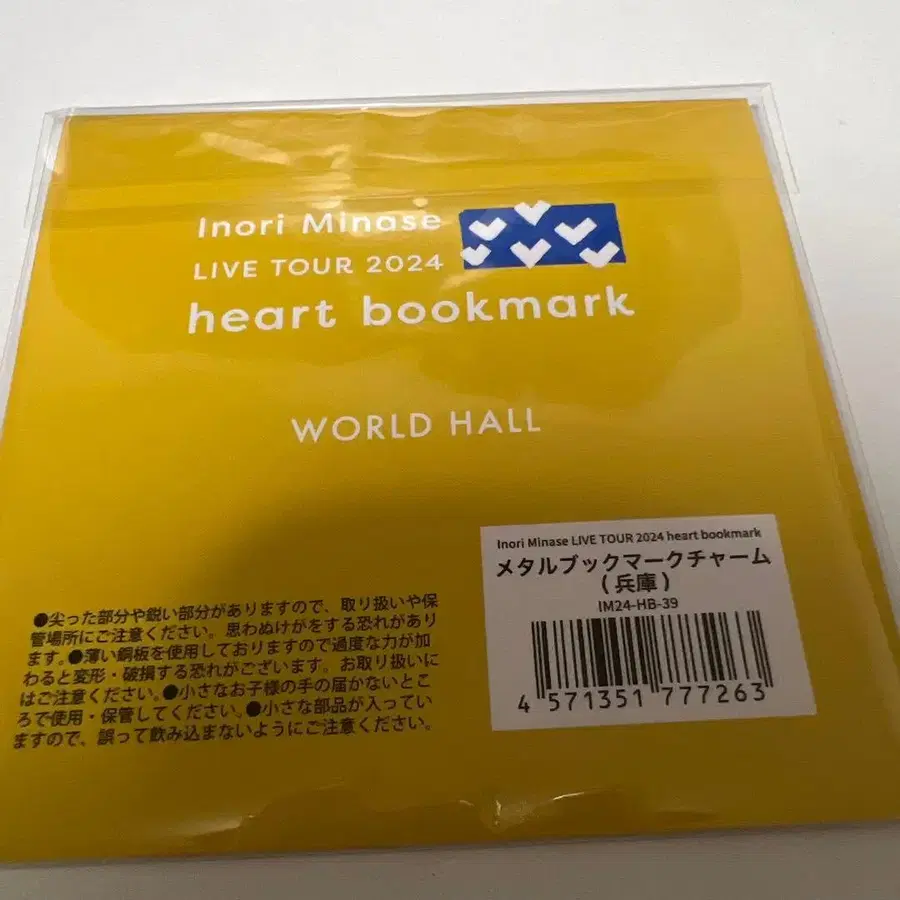 Inori Minase
LIVE TOUR 2024
heart bookmark
WORLD HALL
Inori Minase LIVE TOUR 2024 heart bookmark
メタルブックマークチャーム
(兵庫)
IM24-HB-39
4 571351 777263
●尖った部分や鋭い部分がありますので、取り扱いや保
管場所にご注意ください。思わぬけがをする恐れがあり
ます。●薄い鋼板を使用しておりますので過度な力が加
わると変形・破損する恐れがございます。お取り扱いに
はご注意ください。●小さなお子様の手の届かないとこ
ろで使用・保管してください。●小さな部品が入ってい
ますので、誤って飲み込まないようにご注意ください。